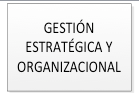 GESTIÓN
ESTRATÉGICA Y
ORGANIZACIONAL